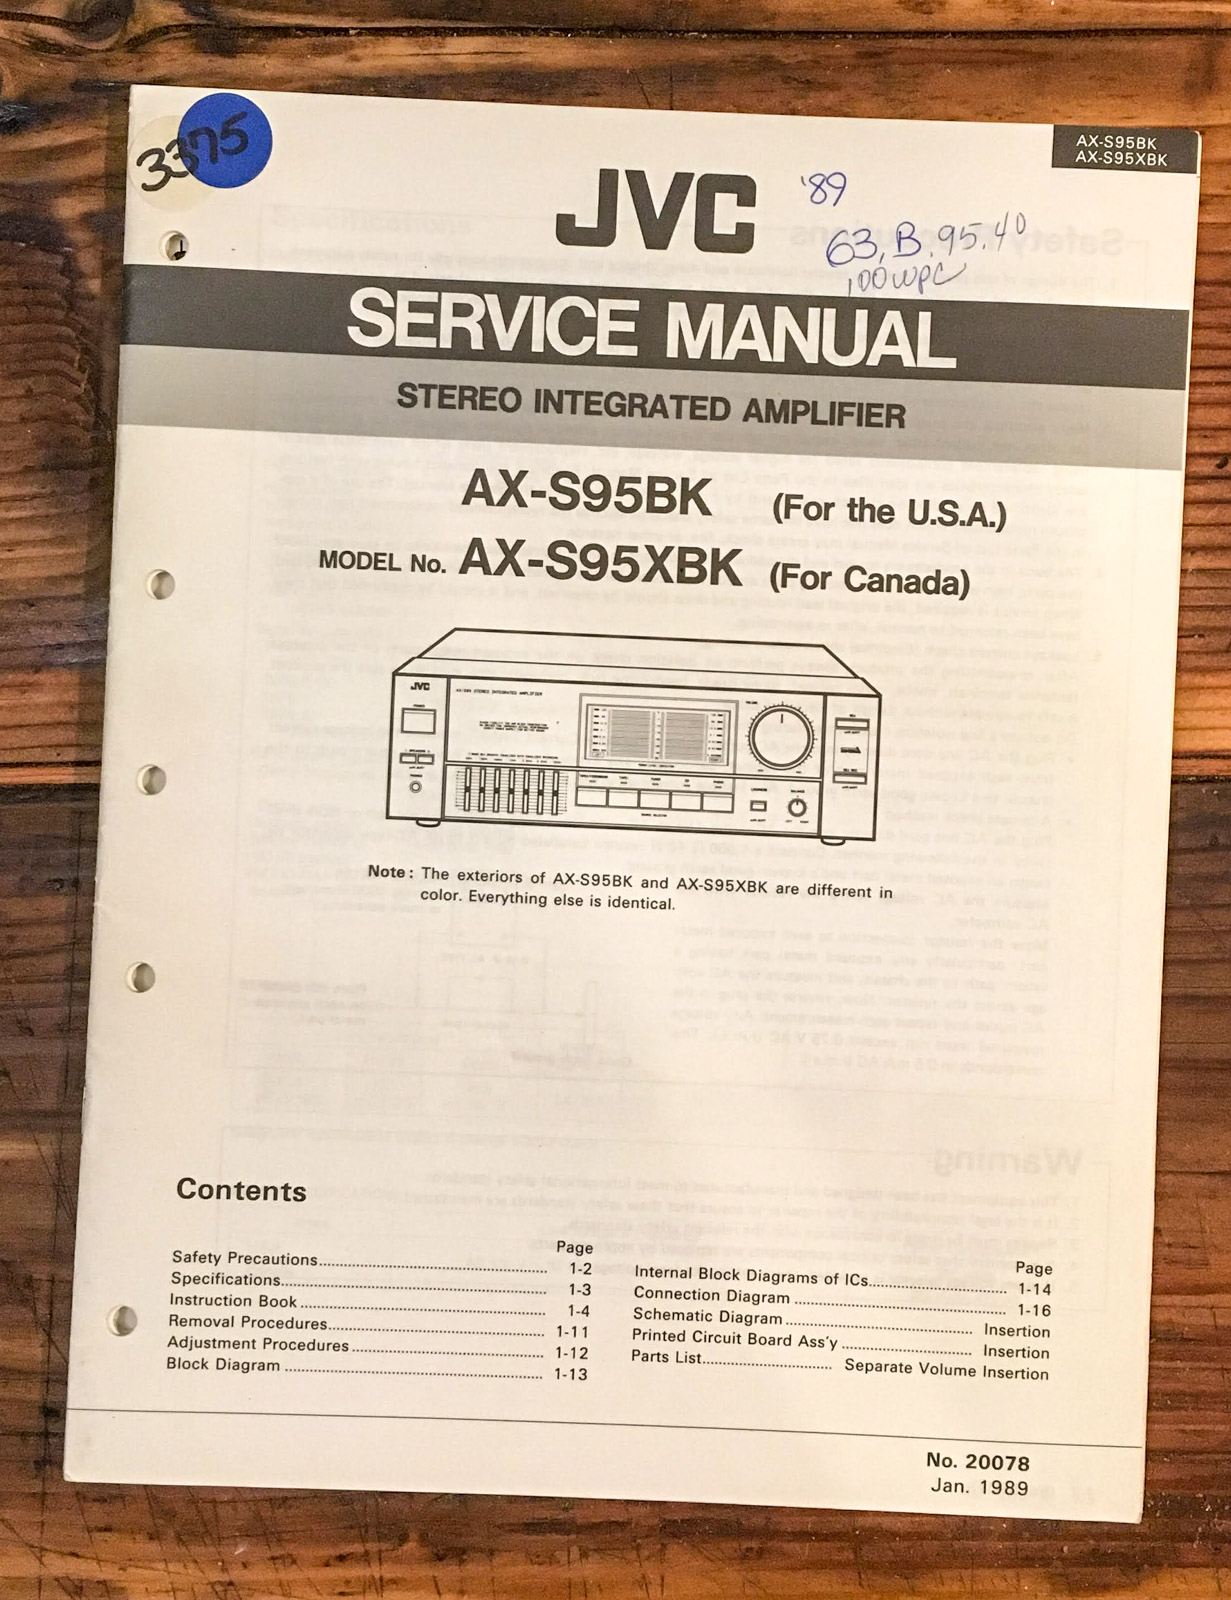 3375
AX-S95BK
AX-S95XBK
JVC
'89
63, B.95.40
100wpc
SERVICE MANUAL
STEREO INTEGRATED AMPLIFIER
AX-S95BK (For the U.S.A.)
MODEL No. AX-S95XBK (For Canada)
JVC
Note: The exteriors of AX-S95BK and AX-S95XBK are different in
color. Everything else is identical.
Contents
Page
Safety Precautions 1-2
Specifications 1-3
Instruction Book 1-4
Removal Procedures 1-11
Adjustment Procedures 1-12
Block Diagram 1-13
Page
Internal Block Diagrams of ICs 1-14
Connection Diagram 1-16
Schematic Diagram Insertion
Printed Circuit Board Ass'y Insertion
Parts List Separate Volume Insertion
No. 20078
Jan. 1989